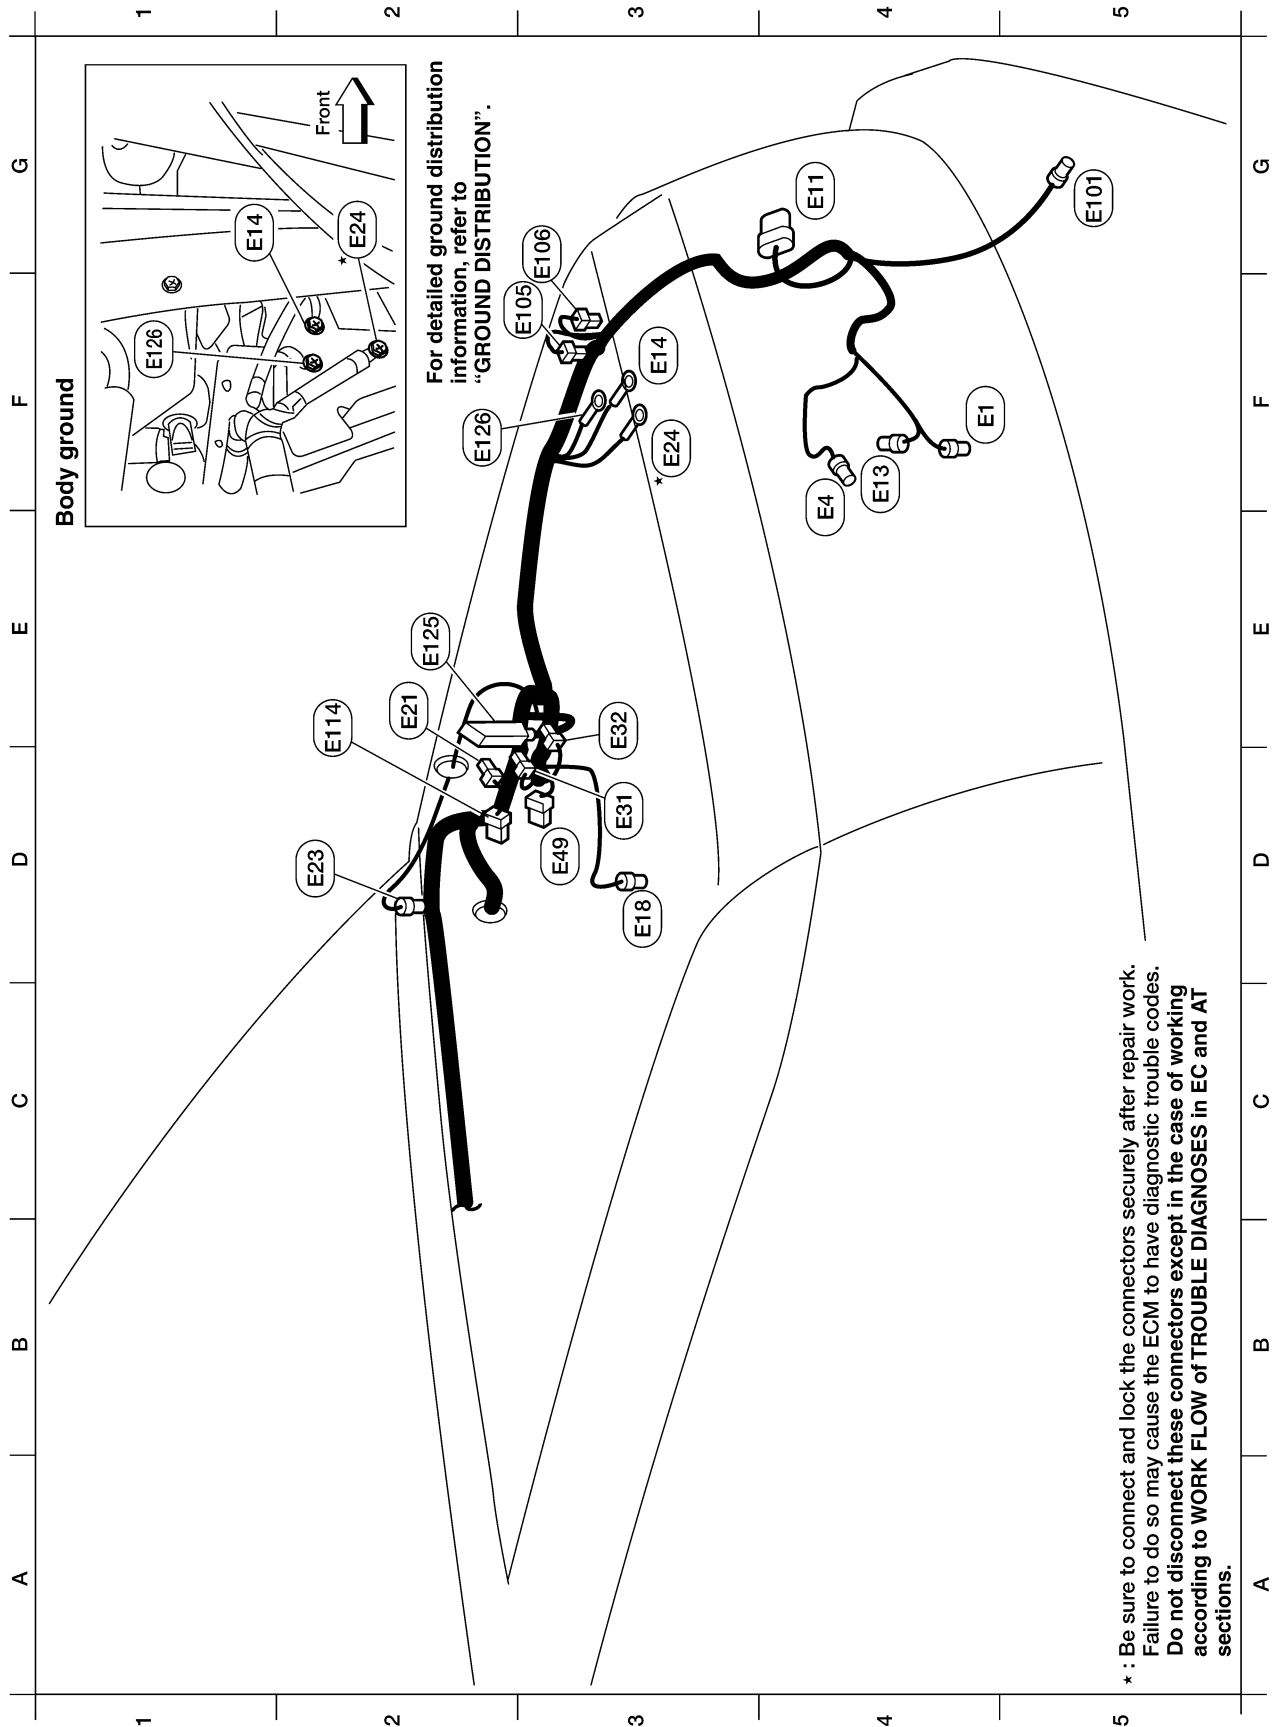 A B C D E F G
1 1
Body ground
E126
E14
Front
★ E24
2 2
For detailed ground distribution
information, refer to
“GROUND DISTRIBUTION”.
E23
E114
E21
E125
E126
E105
E106
E49
E32
E31
3 3
E18
E14
★ E24
E11
E4
E13
4 4
E1
E101
5 5
★ : Be sure to connect and lock the connectors securely after repair work.
Failure to do so may cause the ECM to have diagnostic trouble codes.
Do not disconnect these connectors except in the case of working
according to WORK FLOW of TROUBLE DIAGNOSES in EC and AT
sections.
A B C D E F G